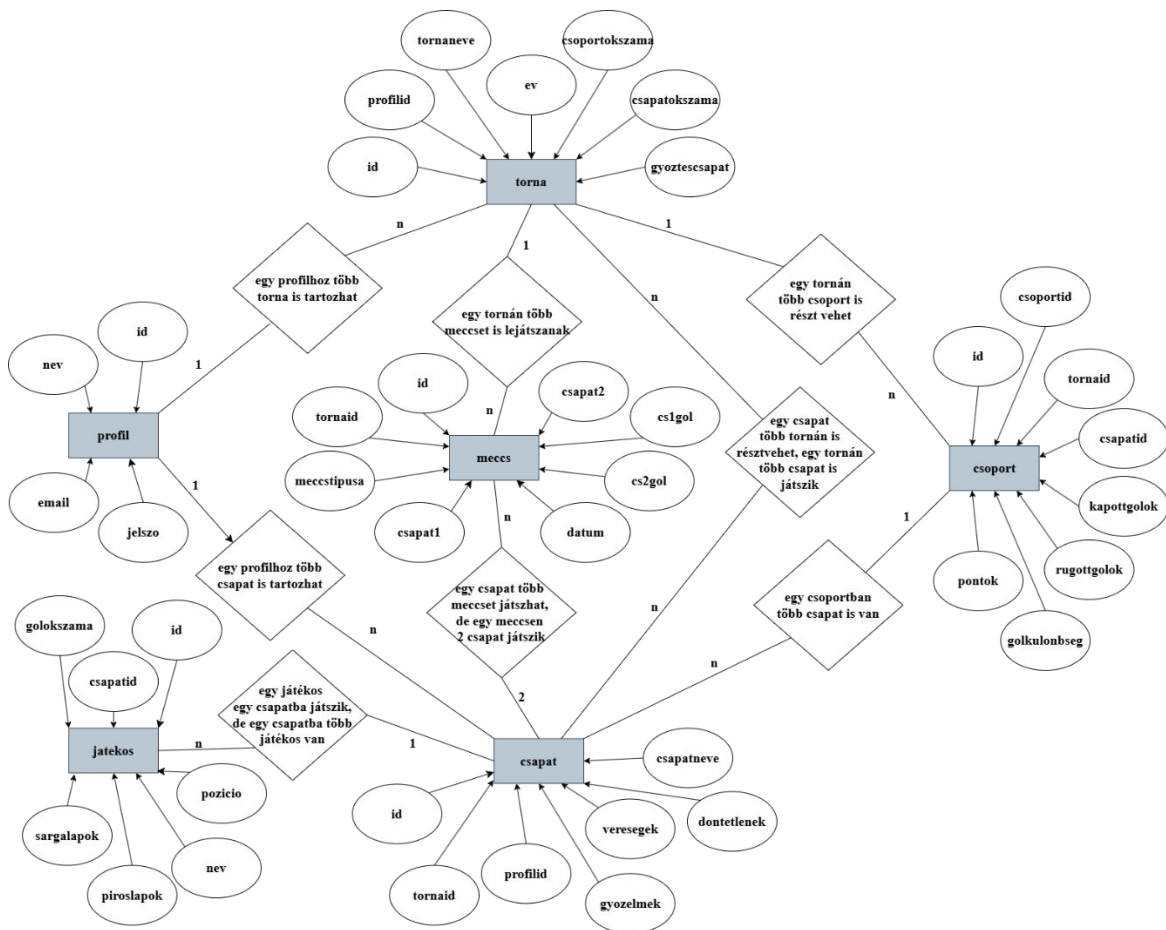 tornaneve
csoportokszama
ev
profilid
csapatokszama
id
gyoztescsapat
torna
n
1
1
n
egy profilhoz több
torna is tartozhat
egy tornán több
meccset is lejátszanak
egy tornán
több csoport is
részt vehet
csoportid
id
nev
1
id
tornaid
id
csapat2
n
n
tornaid
cs1gol
profil
meccs
egy csapat
több tornán is
résztvehet, egy tornán
több csapat is
játszik
csapatid
csoport
meccstipusa
cs2gol
email
1
jelszo
csapat1
n
datum
1
kapottgolok
pontok
rugottgolok
golkulonbseg
egy profilhoz több
csapat is tartozhat
egy csapat több
meccset játszhat,
de egy meccsen
2 csapat játszik
n
egy csoportban
több csapat is van
golokszama
id
csapatid
n
n
egy játékos
egy csapatba játszik,
de egy csapatba több
játékos van
2
jatekos
n
1
csapat
csapatneve
pozicio
id
dontetlenek
sargalapok
veresegek
nev
profilid
piroslapok
tornaid
gyozelmek